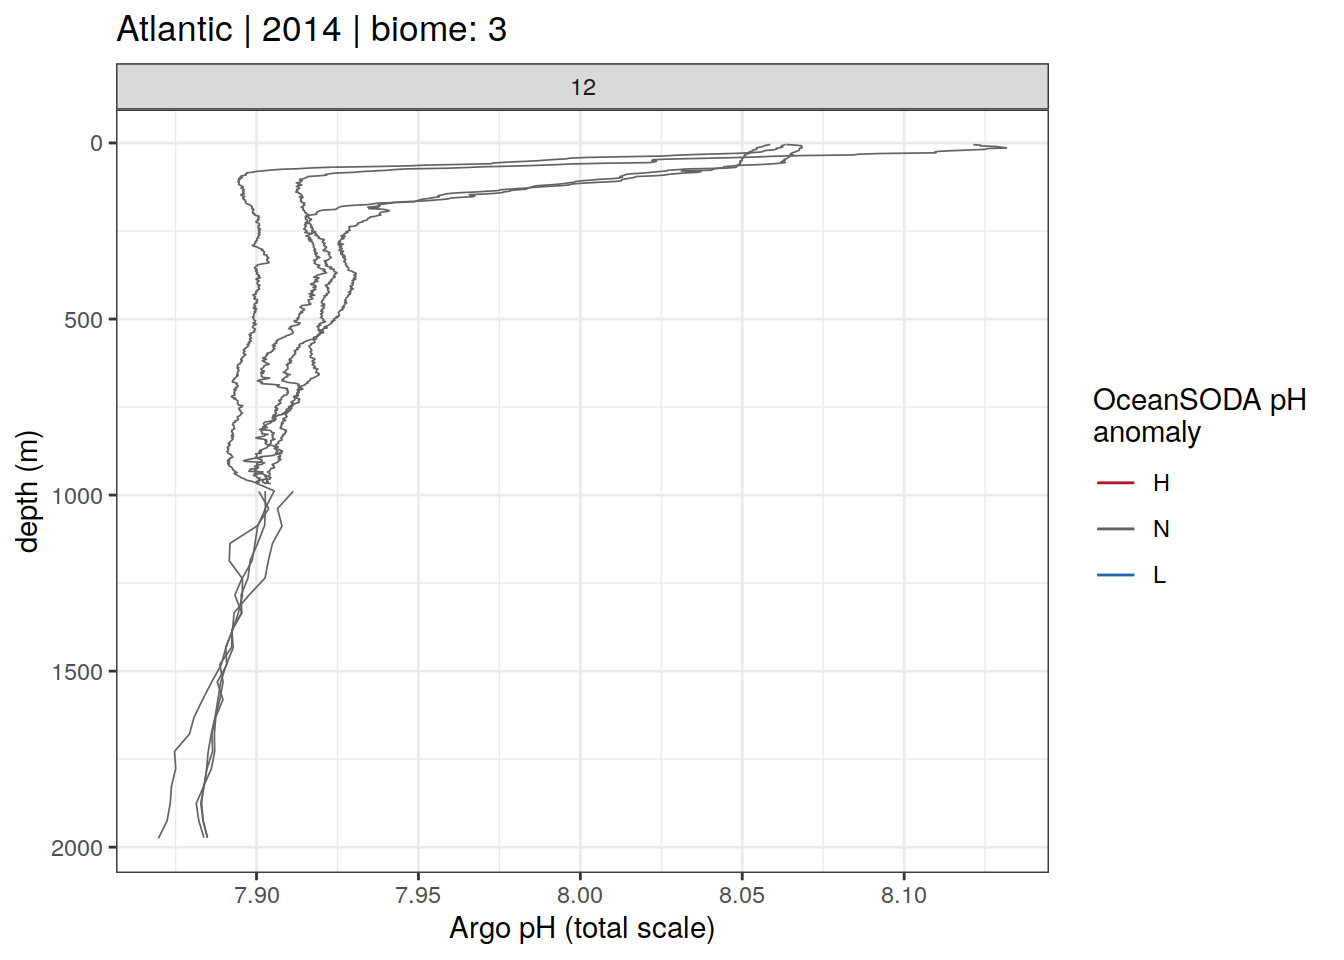 Atlantic | 2014 | biome: 3
12
0
500
1000
1500
2000
depth (m)
7.90
7.95
8.00
8.05
8.10
Argo pH (total scale)
OceanSODA pH
anomaly
H
N
L